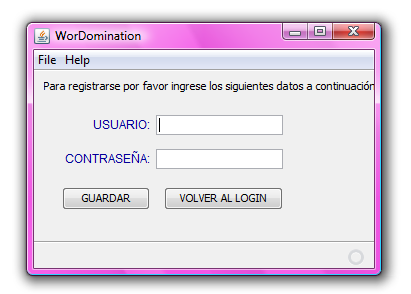 WorDomination
File Help
Para registrarse por favor ingrese los siguientes datos a continuación
USUARIO:
CONTRASEÑA:
GUARDAR VOLVER AL LOGIN